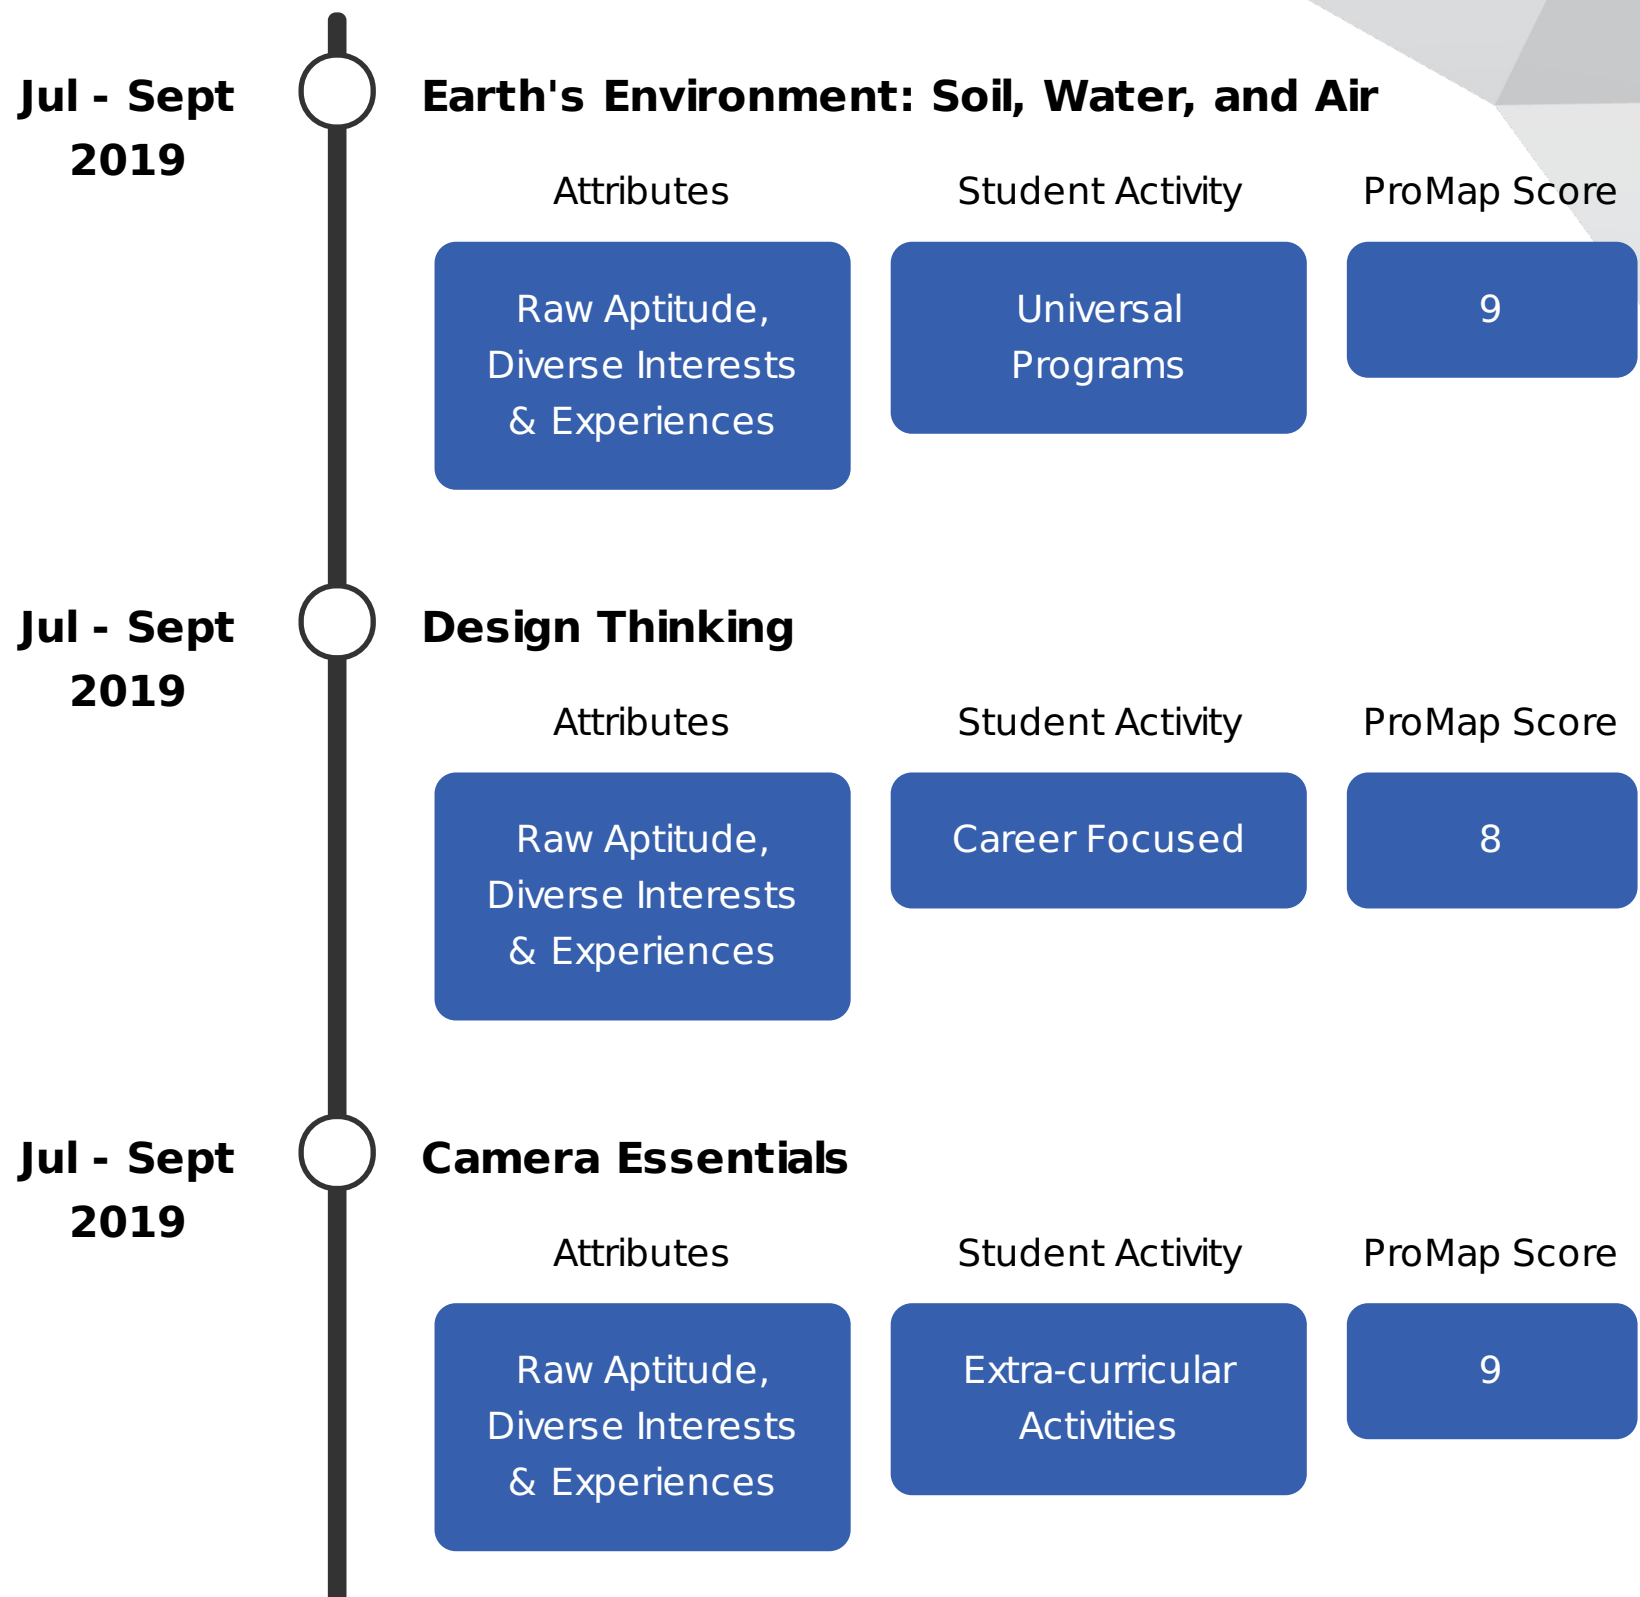 Jul - Sept
2019
Earth's Environment: Soil, Water, and Air
Attributes
Student Activity
ProMap Score
Raw Aptitude,
Diverse Interests
& Experiences
Universal
Programs
9
Jul - Sept
2019
Design Thinking
Attributes
Student Activity
ProMap Score
Raw Aptitude,
Diverse Interests
& Experiences
Career Focused
8
Jul - Sept
2019
Camera Essentials
Attributes
Student Activity
ProMap Score
Raw Aptitude,
Diverse Interests
& Experiences
Extra-curricular
Activities
9